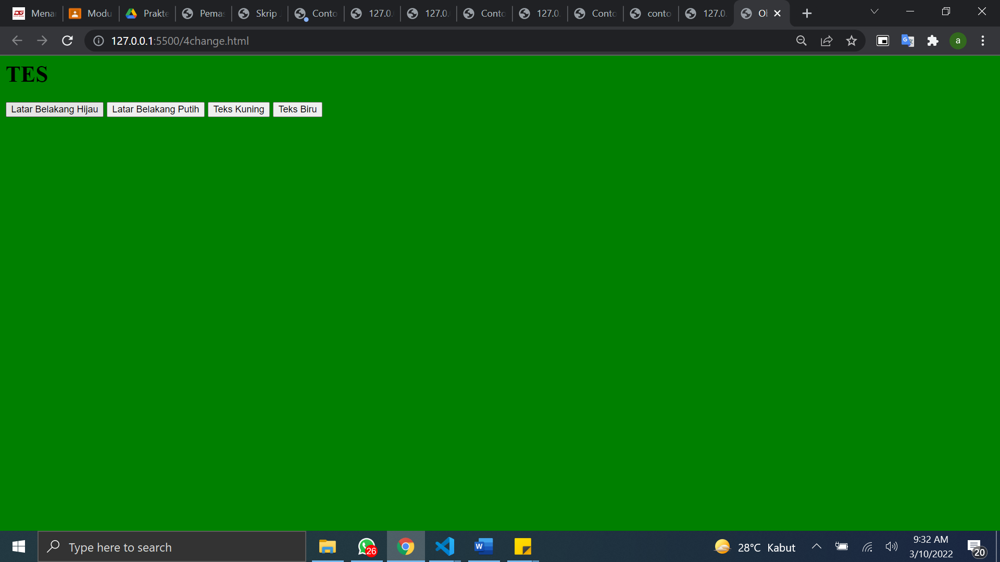 Mena Modu Prakte Pemas Skrip J Conto 127.0. 127.0. Conto 127.0. Conto conto 127.0. Ob
127.0.0.1:5500/4change.html a
TES
Latar Belakang Hijau Latar Belakang Putih Teks Kuning Teks Biru
Type here to search 26 28°C Kabut 9:32 AM
3/10/2022 20